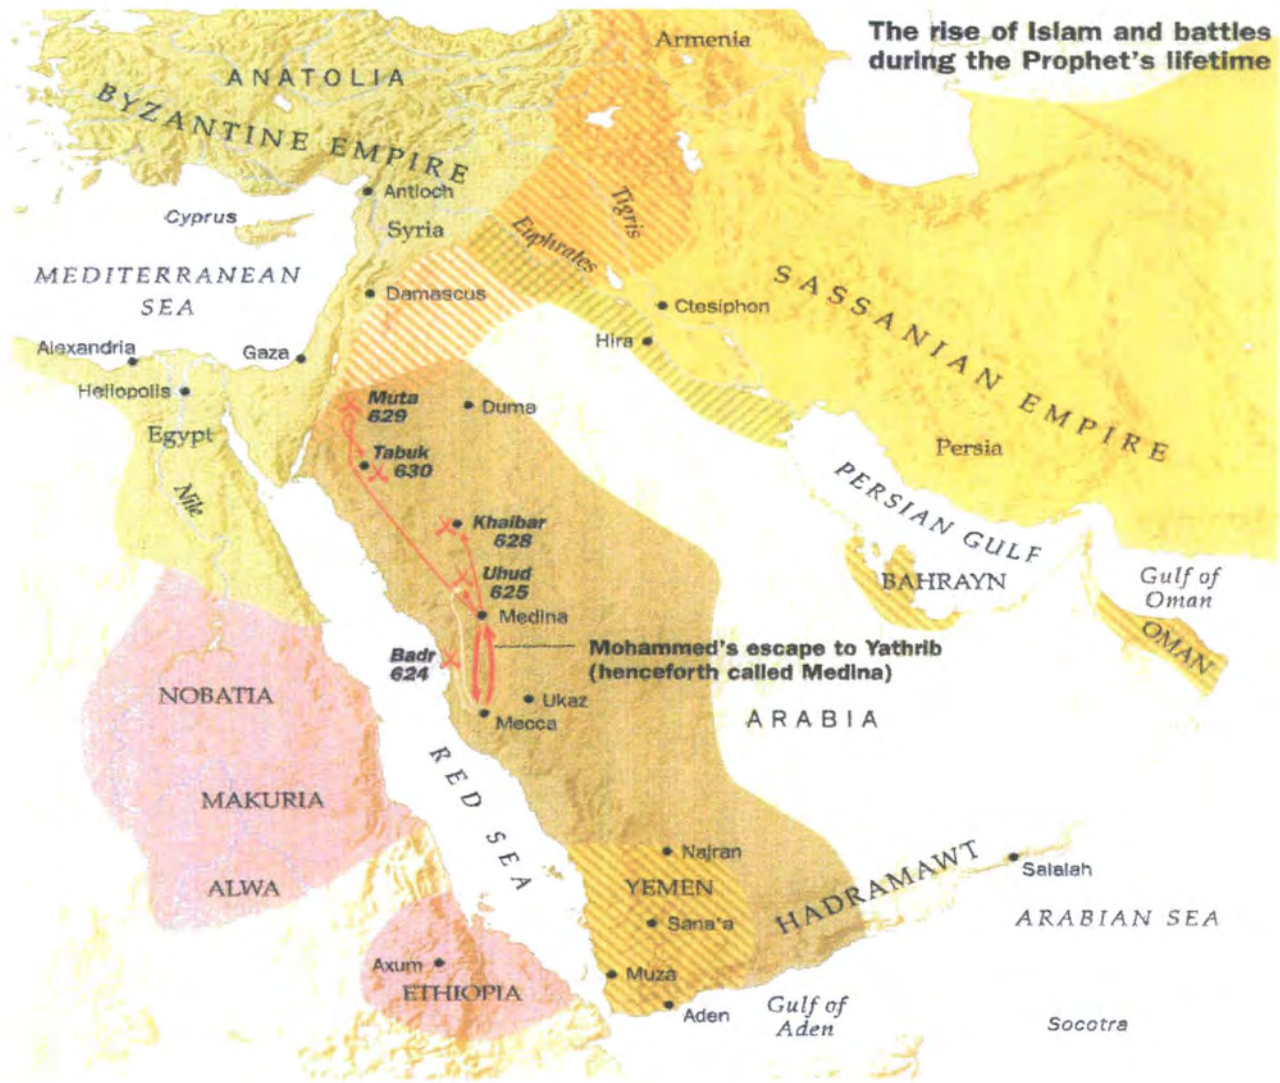 The rise of Islam and battles
during the Prophet's lifetime
Armenia
ANATOLIA
BYZANTINE EMPIRE
Antioch
Cyprus
Syria
Tigris
Euphrates
MEDITERRANEAN
SEA
Damascus
SASSANIAN EMPIRE
Ctesiphon
Hira
Alexandria
Gaza
Heliopolis
Muta
629
Duma
Egypt
Tabuk
630
Persia
Nile
PERSIAN GULF
Khaibar
628
Uhud
625
BAHRAYN
Gulf of
Oman
OMAN
Medina
Mohammed's escape to Yathrib
(henceforth called Medina)
Badr
624
NOBATIA
Ukaz
Mecca
ARABIA
RED SEA
MAKURIA
Najran
YEMEN
HADRAMAWT
Salalah
ALWA
Sana'a
ARABIAN SEA
Axum
ETHIOPIA
Muza
Aden
Gulf of
Aden
Socotra